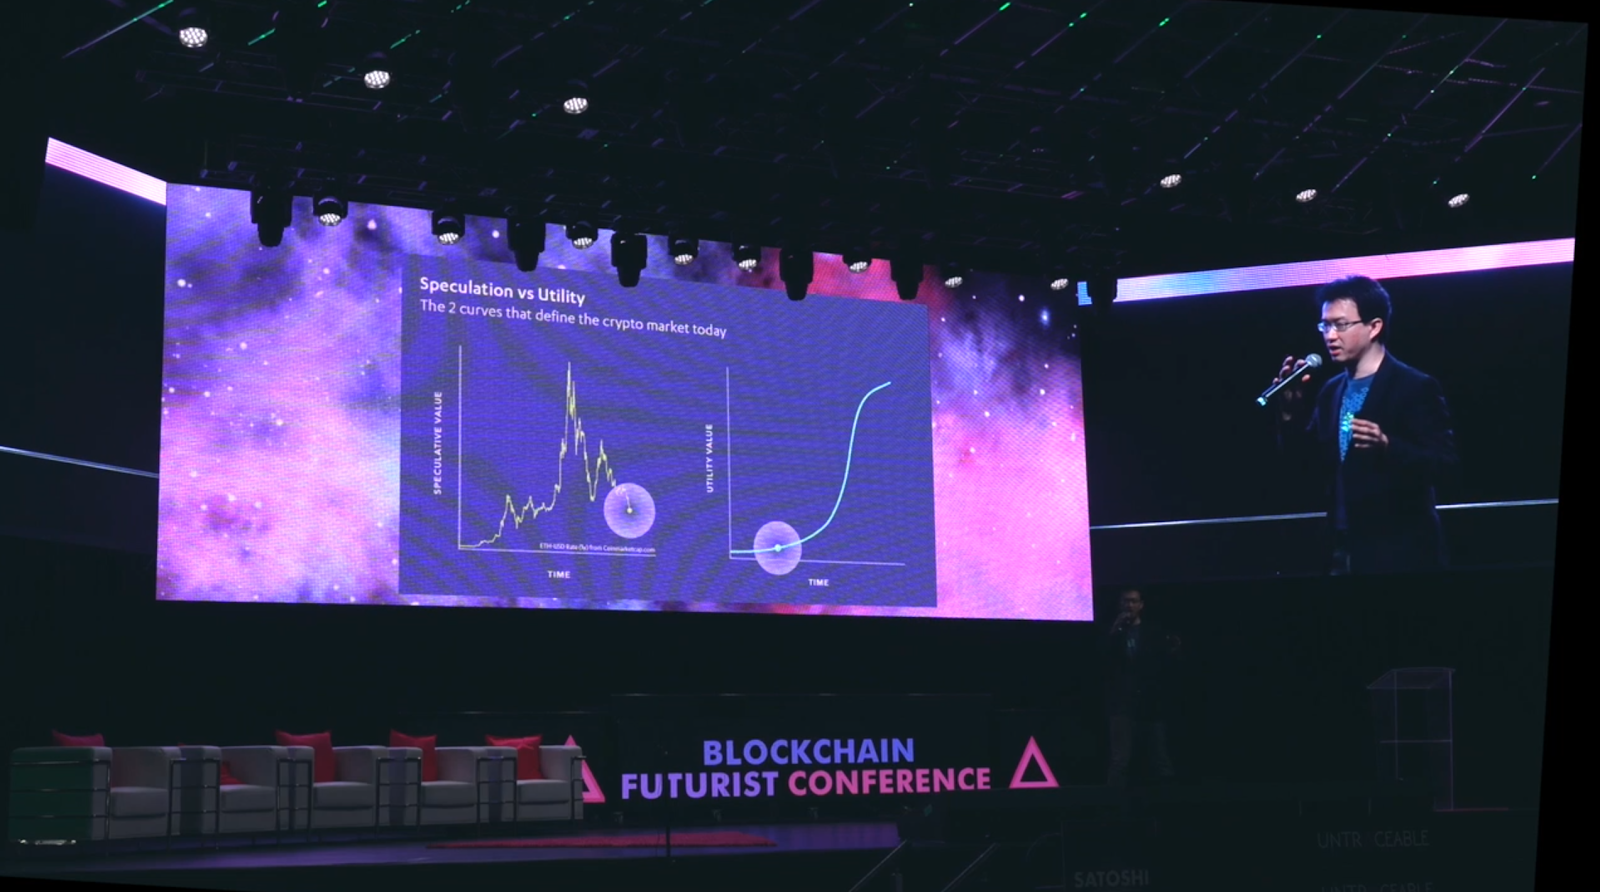 Speculation vs Utility
The 2 curves that define the crypto market today
SPECULATIVE VALUE
ETH-USD Rate (1y) from Coinmarketcap.com
TIME
UTILITY VALUE
TIME
BLOCKCHAIN
FUTURIST CONFERENCE
UNTR CEABLE
SATOSHI